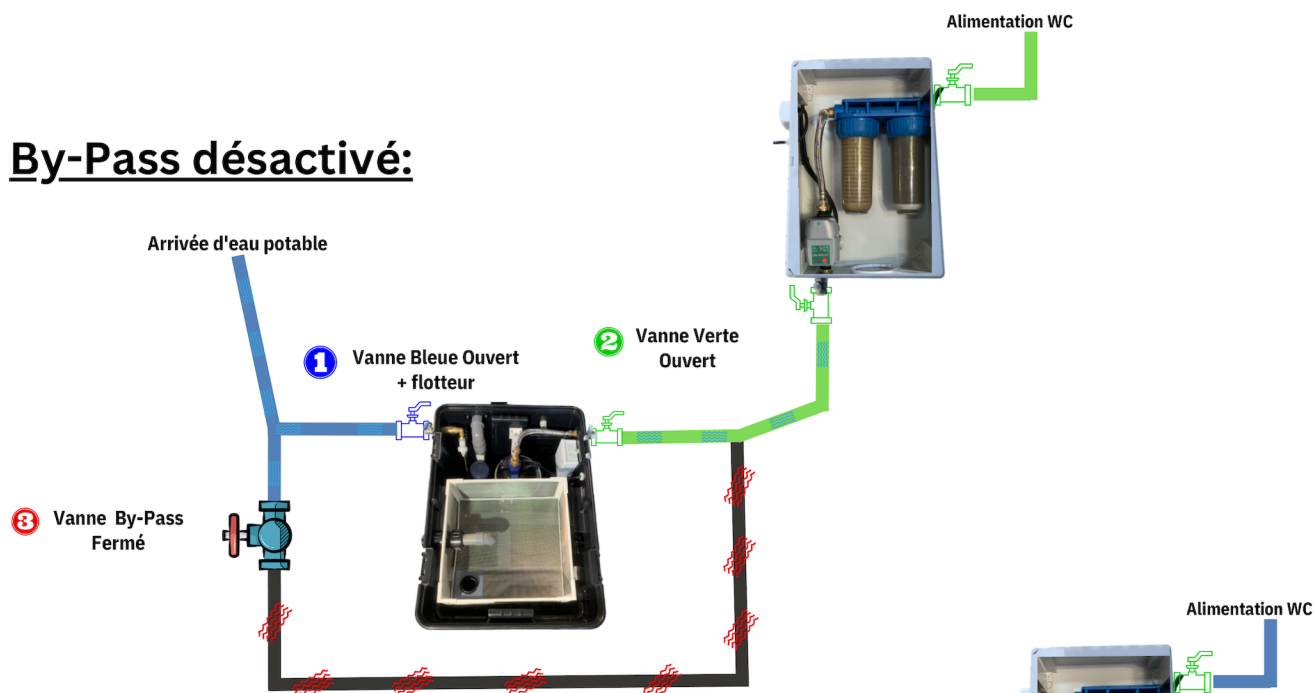 Alimentation WC
By-Pass désactivé:
Arrivée d'eau potable
1
Vanne Bleue Ouvert
+ flotteur
2
Vanne Verte
Ouvert
3
Vanne By-Pass
Fermé
Alimentation WC